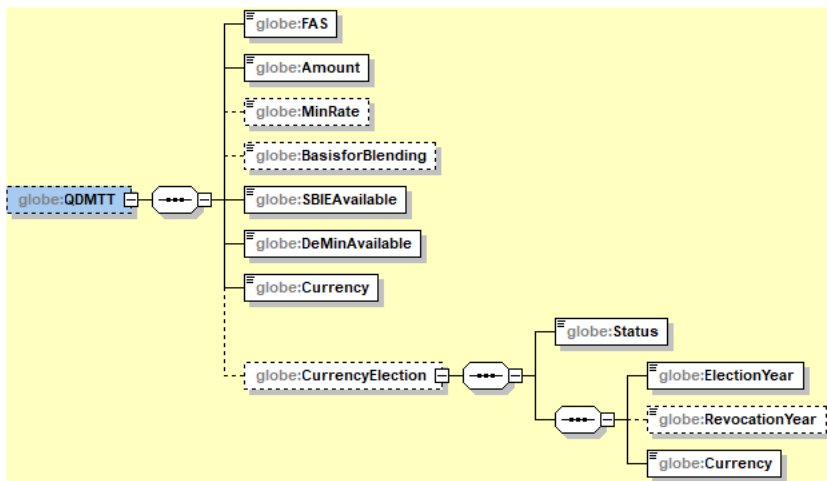 globe:FAS
globe:Amount
globe:MinRate
globe:BasisforBlending
globe:QDMTT
globe:SBIEAvailable
globe:DeMinAvailable
globe:Currency
globe:Status
globe:CurrencyElection
globe:ElectionYear
globe:RevocationYear
globe:Currency